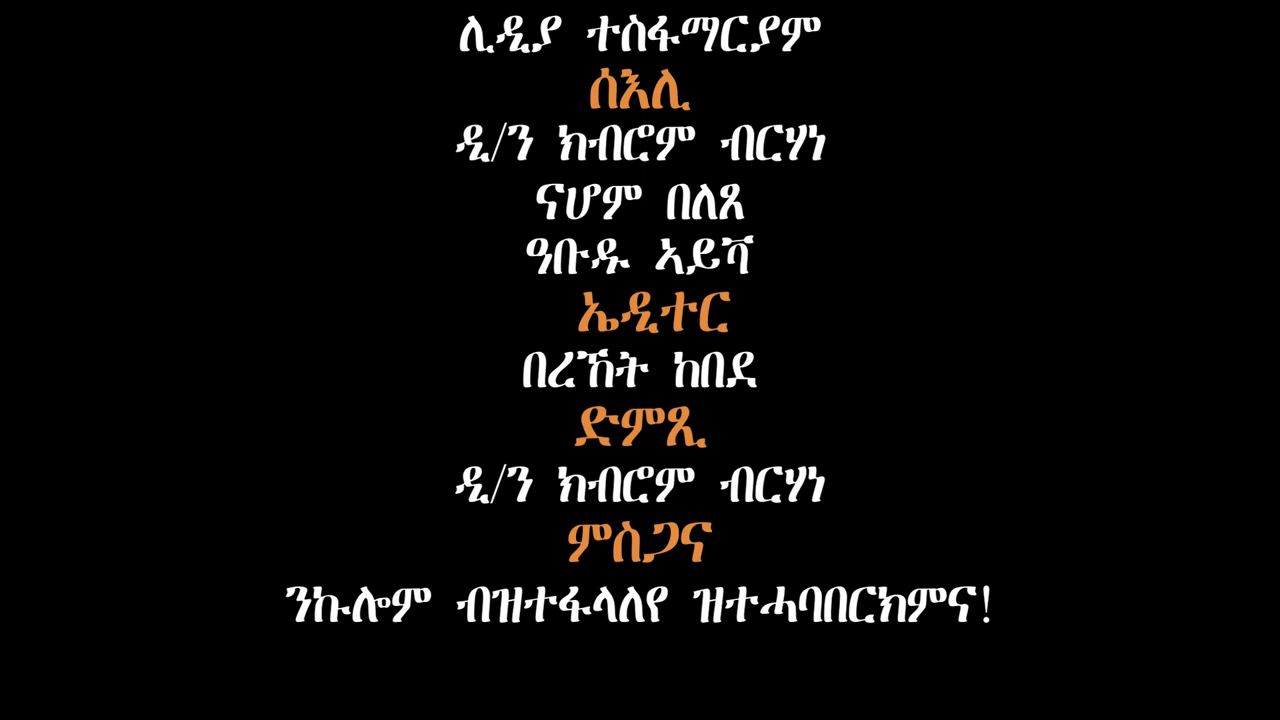 ሊዲያ ተስፋማርያም
ሰእሊ
ዲ/ን ክብሮም ብርሃነ
ናሆም በለጸ
ዓቡዱ ኣይሻ
ኤዲተር
በረኸት ከበደ
ድምጺ
ዲ/ን ክብሮም ብርሃነ
ምስጋና
ንኩሎም ብዝተፋላለየ ዝተሓባበርክምና!